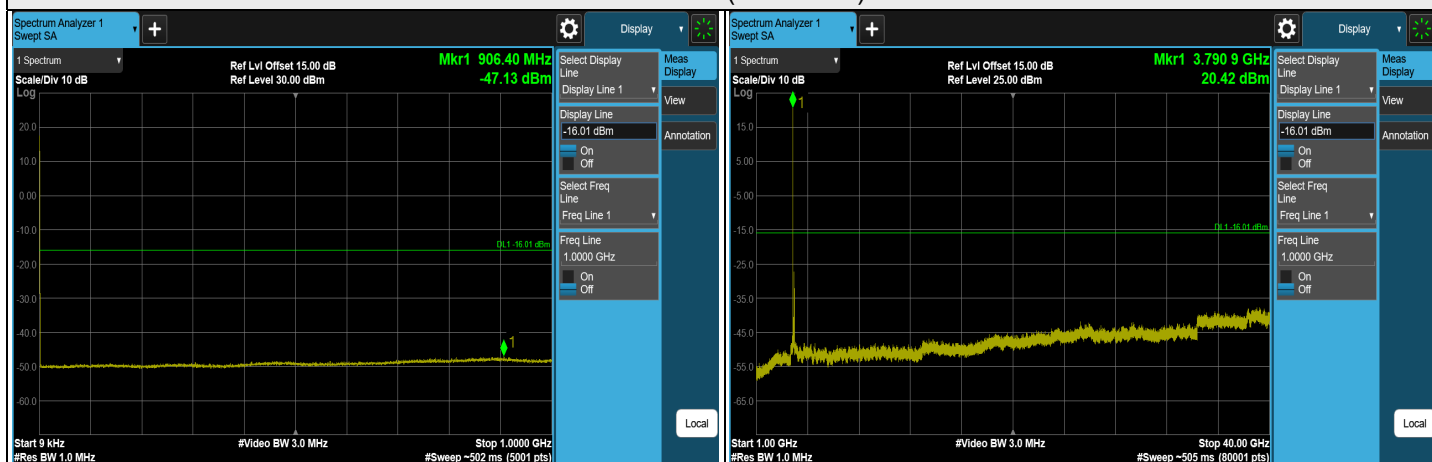 Spectrum Analyzer 1
Swept SA
+
Display
1 Spectrum
Scale/Div 10 dB
Log
Ref Lvl Offset 15.00 dB
Ref Level 30.00 dBm
Mkr1 906.40 MHz
-47.13 dBm
1
20.0
10.0
0.00
-10.0
-20.0
-30.0
-40.0
-50.0
-60.0
DL1 -16.01 dBm
Start 9 kHz
#Video BW 3.0 MHz
Stop 1.0000 GHz
#Res BW 1.0 MHz
#Sweep ~502 ms (5001 pts)
Select Display
Line
Display Line 1
Display Line
-16.01 dBm
On
Off
Select Freq
Line
Freq Line 1
Freq Line
1.0000 GHz
On
Off
Meas
Display
View
Annotation
Local
Spectrum Analyzer 1
Swept SA
+
Display
1 Spectrum
Scale/Div 10 dB
Log
Ref Lvl Offset 15.00 dB
Ref Level 25.00 dBm
Mkr1 3.790 9 GHz
20.42 dBm
1
15.0
5.00
-5.00
-15.0
-25.0
-35.0
-45.0
-55.0
-65.0
DL1 -16.01 dBm
Start 1.00 GHz
#Video BW 3.0 MHz
Stop 40.00 GHz
#Res BW 1.0 MHz
#Sweep ~505 ms (80001 pts)
Select Display
Line
Display Line 1
Display Line
-16.01 dBm
On
Off
Select Freq
Line
Freq Line 1
Freq Line
1.0000 GHz
On
Off
Meas
Display
View
Annotation
Local